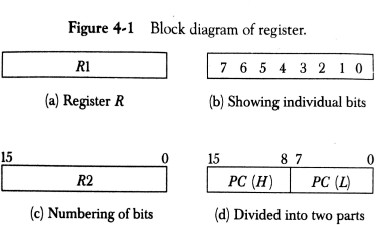 Figure 4-1 Block diagram of register.
R1
7 6 5 4 3 2 1 0
(a) Register R
(b) Showing individual bits
15 0
15 8 7 0
R2
PC (H) PC (L)
(c) Numbering of bits
(d) Divided into two parts